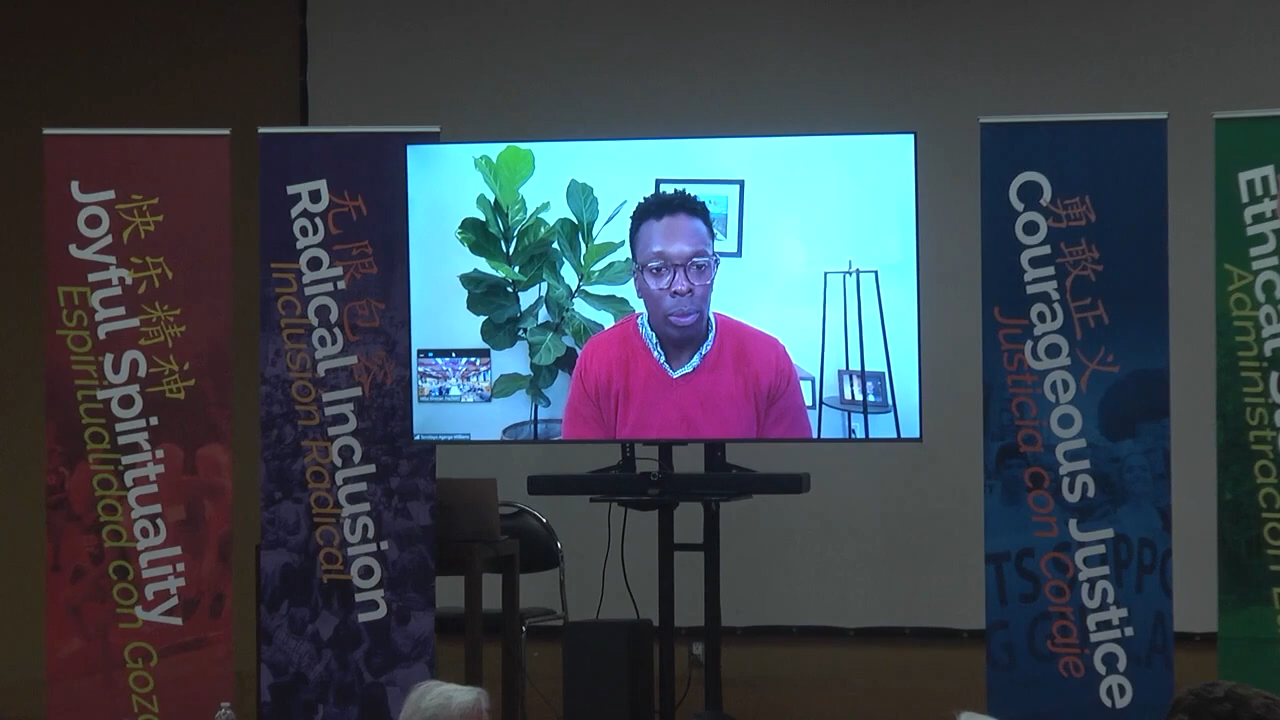 快乐精神
Joyful Spirituality
Espiritualidad con Gozo
无限包容
Radical Inclusion
Inclusion Radical
勇敢正义
Courageous Justice
Justicia con coraje
Ethical
Administración